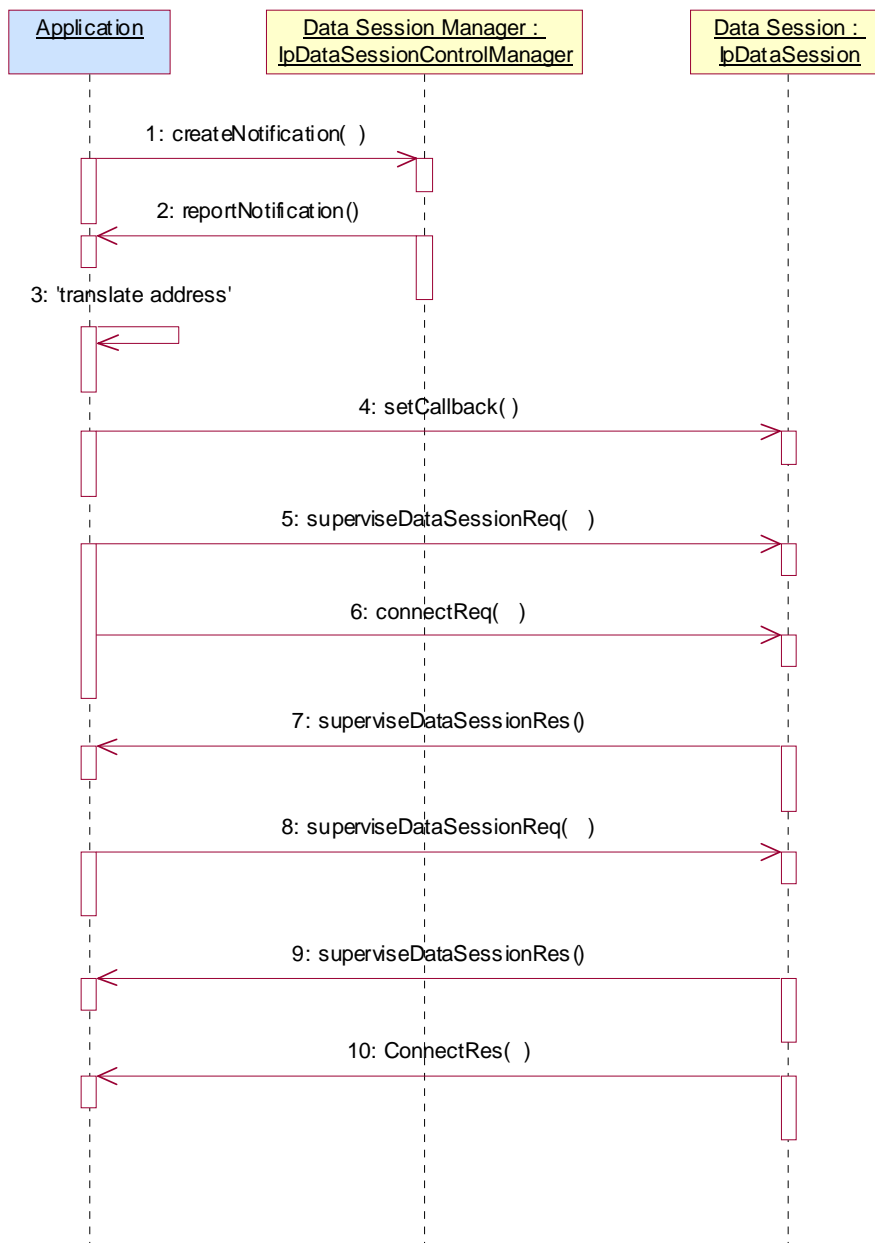 Application
Data Session Manager :
IpDataSessionControlManager
Data Session :
IpDataSession
1: createNotification(  )
2: reportNotification()
3: 'translate address'
4: setCallback( )
5: superviseDataSessionReq(   )
6: connectReq(   )
7: superviseDataSessionRes()
8: superviseDataSessionReq(   )
9: superviseDataSessionRes()
10: ConnectRes(  )